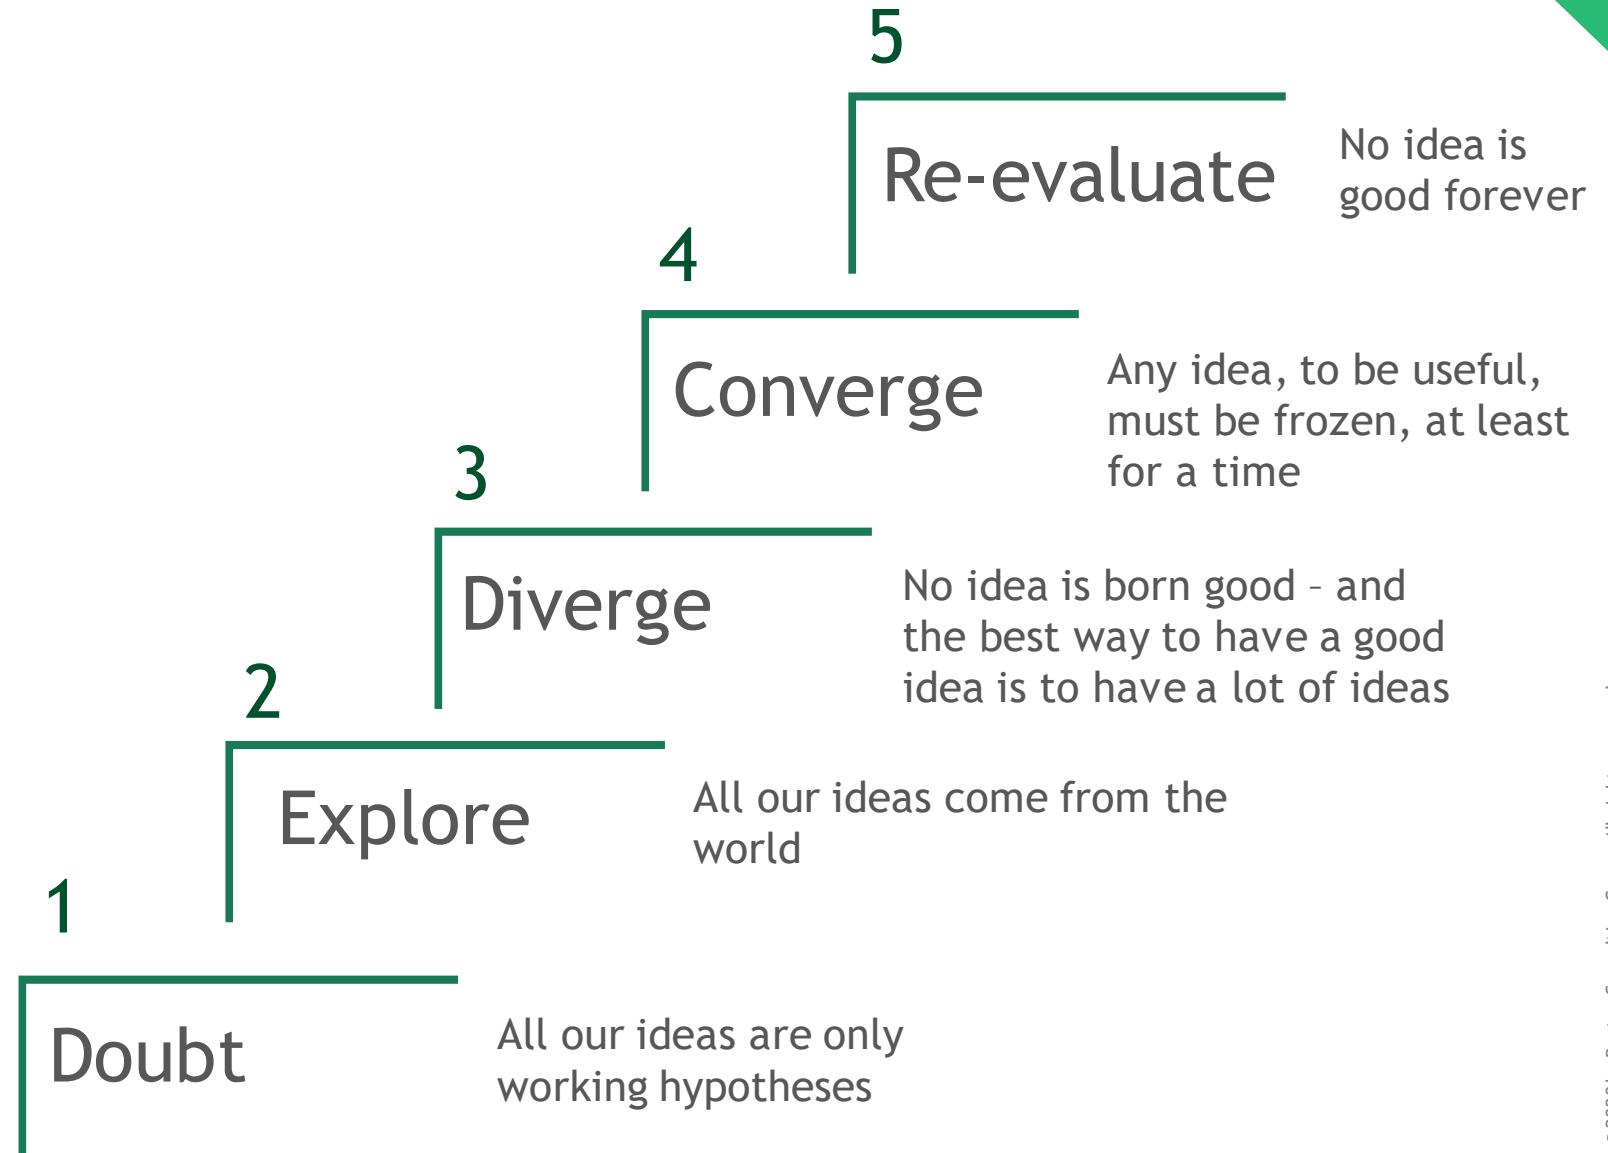 5
Re-evaluate
No idea is
good forever
4
Converge
Any idea, to be useful,
must be frozen, at least
for a time
3
Diverge
No idea is born good – and
the best way to have a good
idea is to have a lot of ideas
2
Explore
All our ideas come from the
world
1
Doubt
All our ideas are only
working hypotheses